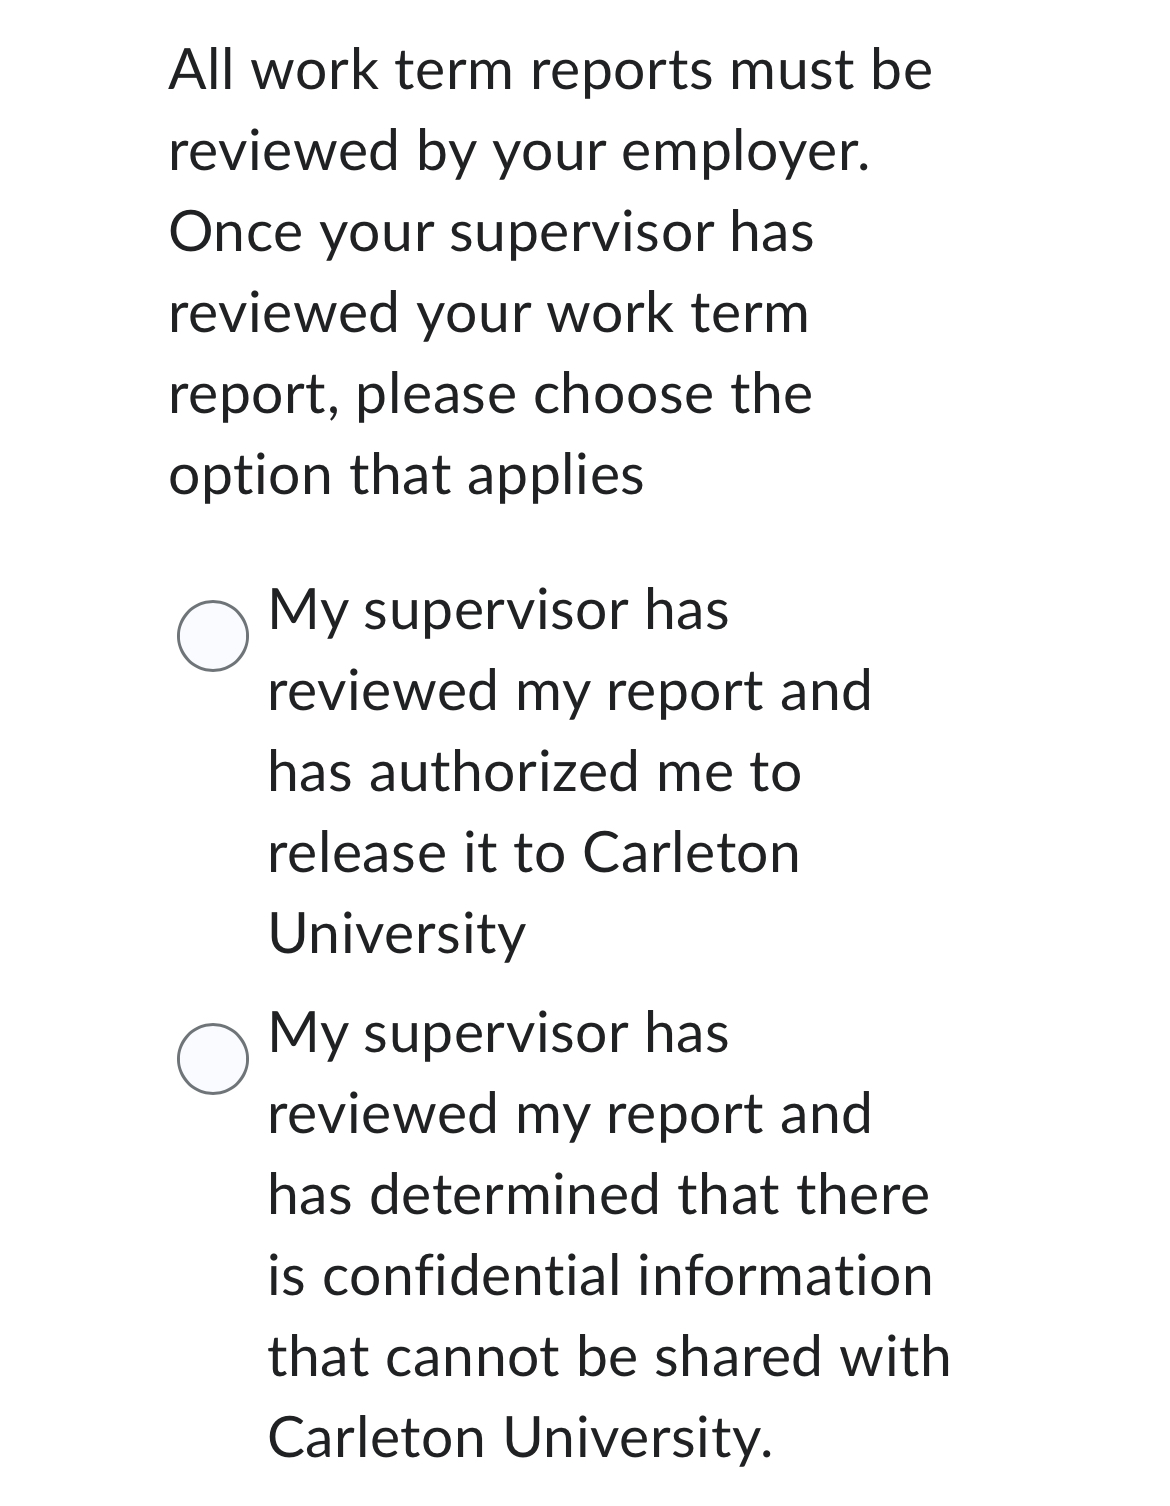 All work term reports must be
reviewed by your employer.
Once your supervisor has
reviewed your work term
report, please choose the
option that applies
My supervisor has
reviewed my report and
has authorized me to
release it to Carleton
University
My supervisor has
reviewed my report and
has determined that there
is confidential information
that cannot be shared with
Carleton University.